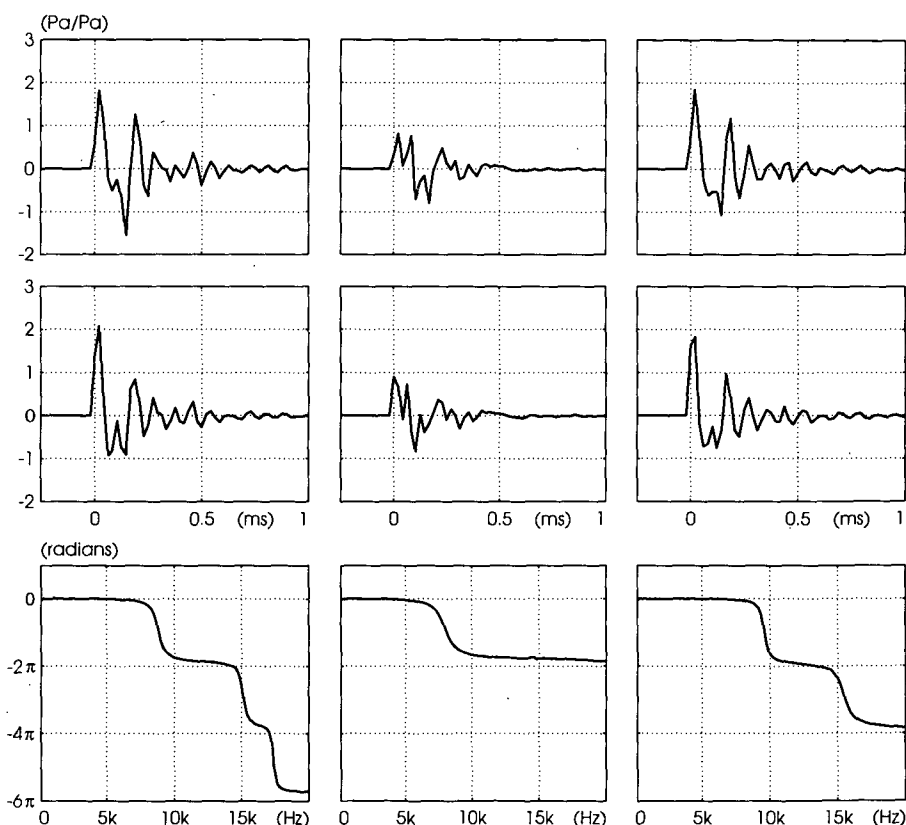 (Pa/Pa)
3
2
1
0
-1
-2
3
2
1
0
-1
-2
0 0.5 (ms) 1 0 0.5 (ms) 1 0 0.5 (ms) 1
(radians)
0
-2π
-4π
-6π
0 5k 10k 15k (Hz) 0 5k 10k 15k (Hz) 0 5k 10k 15k (Hz)